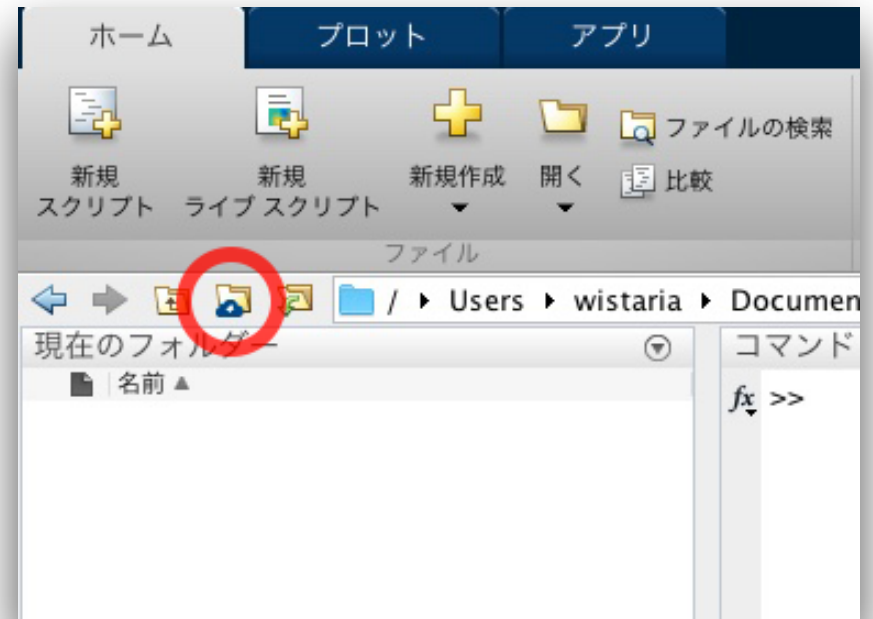 ホーム プロット アプリ
新規
スクリプト
新規
ライブ スクリプト
新規作成
開く
ファイルの検索
比較
ファイル
/ ▸ Users ▸ wistaria ▸ Documen
現在のフォルダー
名前 ▲
コマンド
fx >>